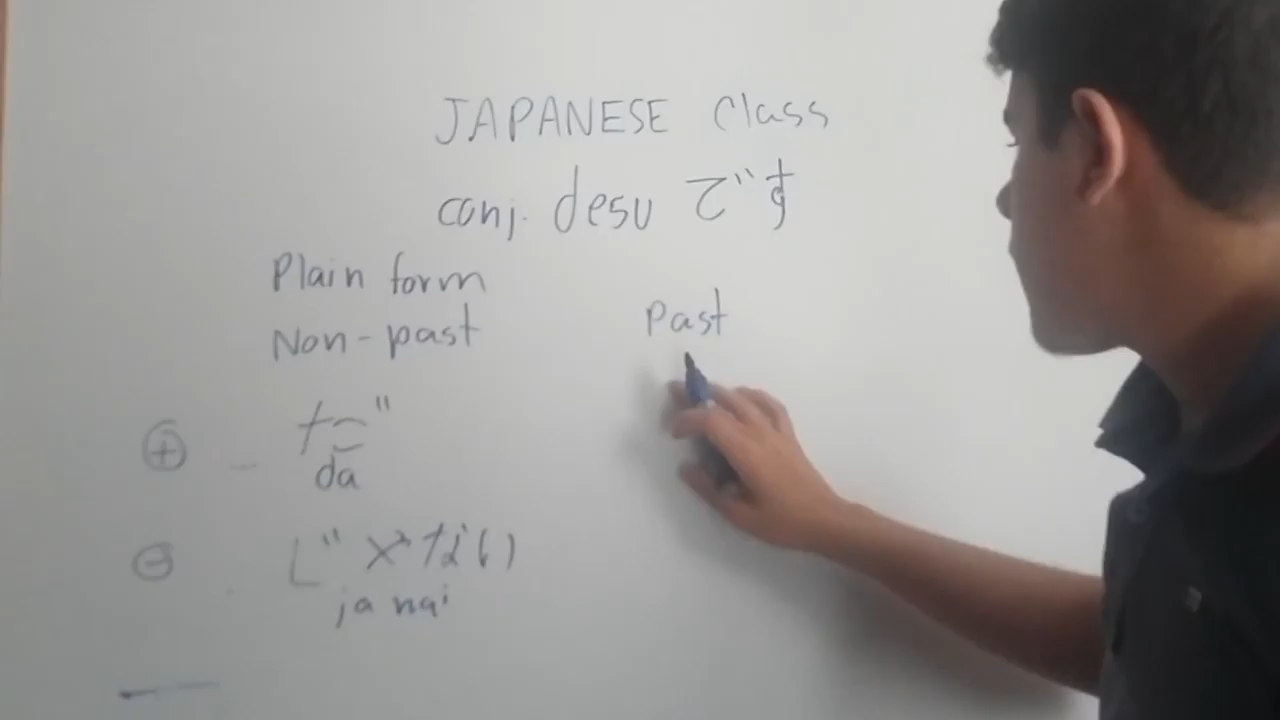 JAPANESE Class
conj. desu です
Plain form
Non-past
Past
⊕ だ
da
⊖ じゃない
ja nai